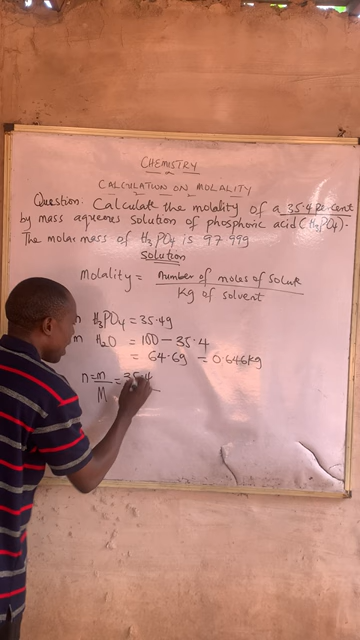 CHEMISTRY
CALCULATION ON MOLALITY
Question: Calculate the molality of a 35.4 percent
by mass aqueous solution of phosphoric acid (H₃PO₄).
The molar mass of H₃PO₄ is 97.99g
Solution
Molality = number of moles of solute
Kg of solvent
H₃PO₄ = 35.4g
m H₂O = 100 - 35.4
= 64.6g = 0.646kg
n = m/M = 35.4